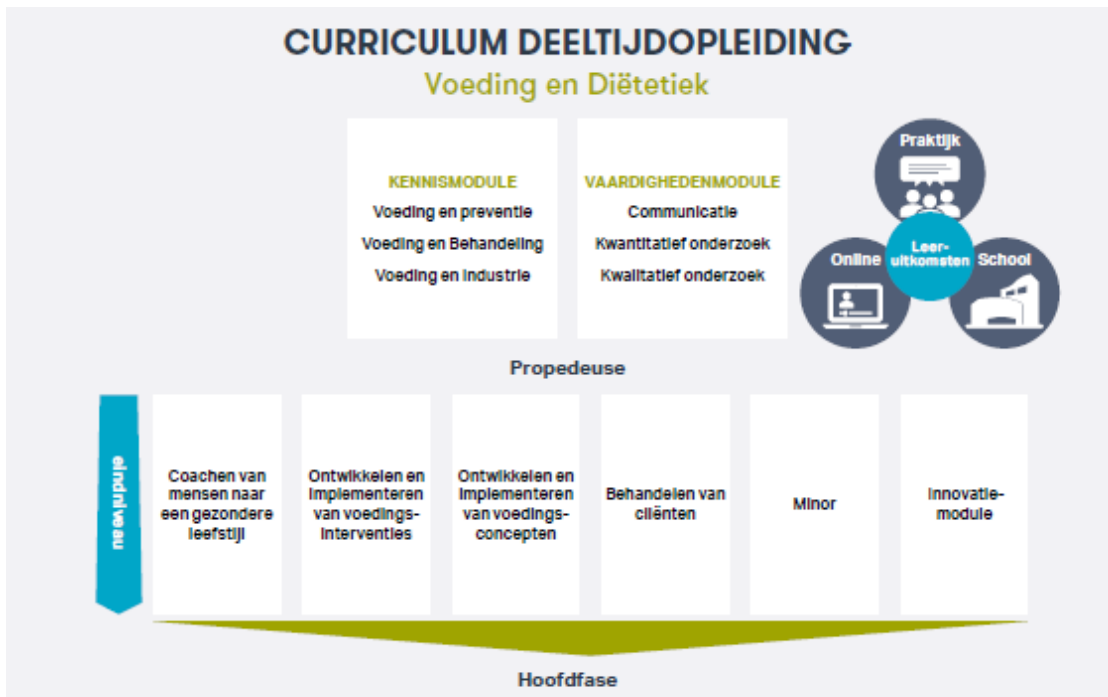 CURRICULUM DEELTIJDOPLEIDING
Voeding en Diëtetiek
KENNISMODULE
Voeding en preventie
Voeding en Behandeling
Voeding en Industrie
VAARDIGHEDENMODULE
Communicatie
Kwantitatief onderzoek
Kwalitatief onderzoek
Praktijk
Leer-
uitkomsten
Online
School
Propedeuse
eindniveau
Coachen van
mensen naar
een gezondere
leefstijl
Ontwikkelen en
implementeren
van voedings-
interventies
Ontwikkelen en
implementeren
van voedings-
concepten
Behandelen van
cliënten
Minor
Innovatie-
module
Hoofdfase